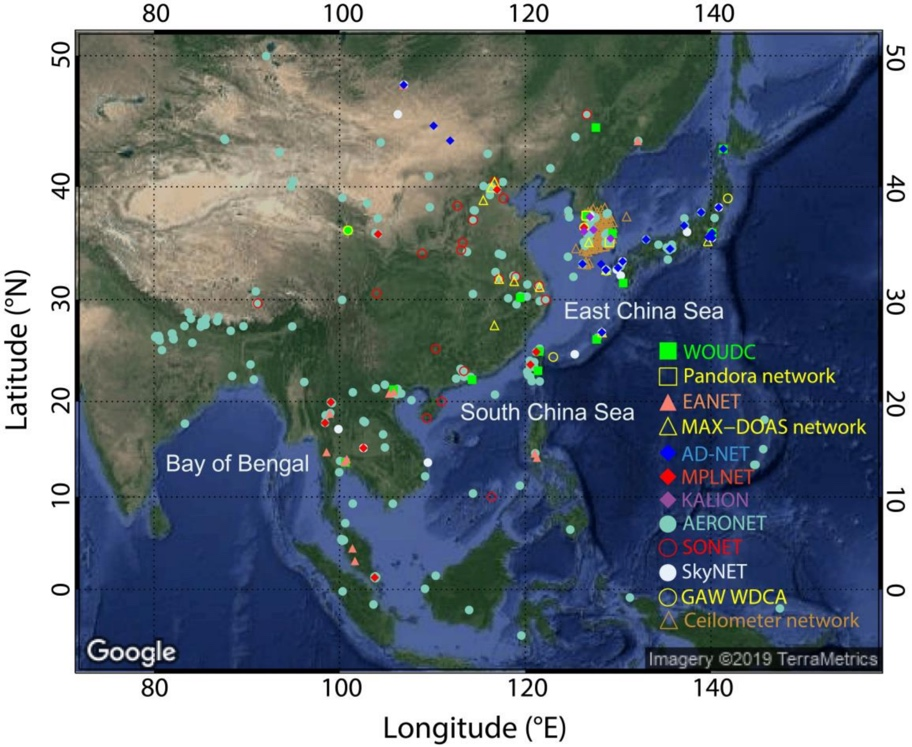 80 100 120 140
50 50
40 40
30 30
20 20
10 10
0 0
Latitude (°N)
East China Sea
South China Sea
Bay of Bengal
WOUDC
Pandora network
EANET
MAX−DOAS network
AD-NET
MPLNET
KALION
AERONET
SONET
SkyNET
GAW WDCA
Ceilometer network
Google
Imagery ©2019 TerraMetrics
80 100 120 140
Longitude (°E)